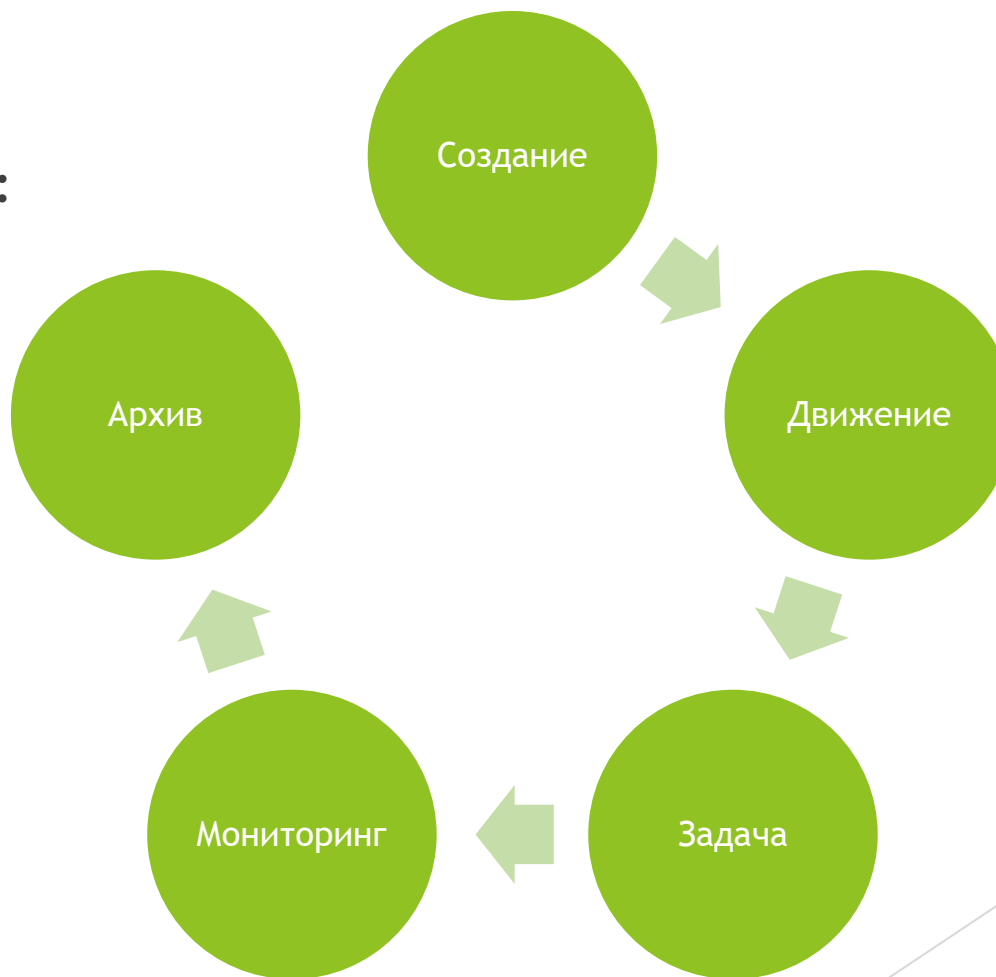 :
Создание
Движение
Задача
Мониторинг
Архив